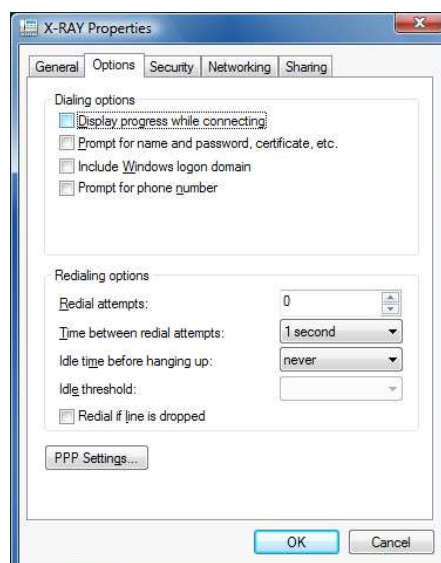 X-RAY Properties
General Options Security Networking Sharing
Dialing options
Display progress while connecting
Prompt for name and password, certificate, etc.
Include Windows logon domain
Prompt for phone number
Redialing options
Redial attempts: 0
Time between redial attempts: 1 second
Idle time before hanging up: never
Idle threshold:
Redial if line is dropped
PPP Settings...
OK Cancel